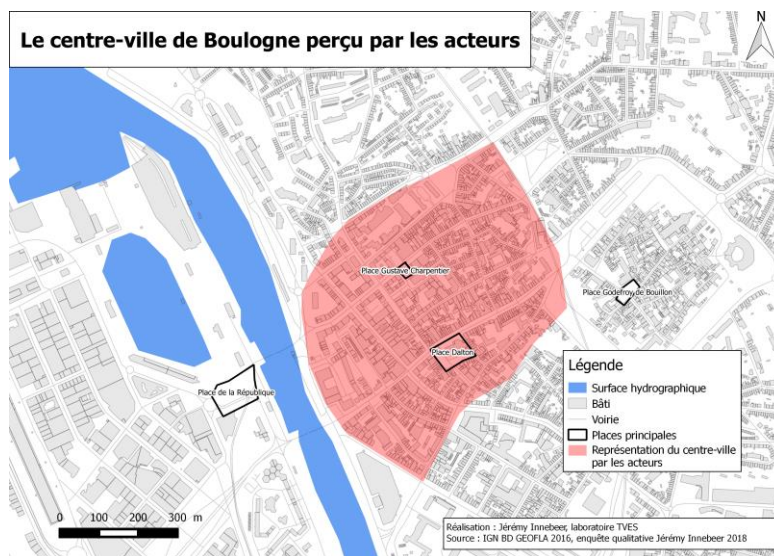 Le centre-ville de Boulogne perçu par les acteurs
N
Place Gustave Charpentier
Place Godefroy de Bouillon
Place Dalton
Place de la République
Légende
Surface hydrographique
Bâti
Voirie
Places principales
Représentation du centre-ville
par les acteurs
0 100 200 300 m
Réalisation : Jérémy Innebeer, laboratoire TVES
Source : IGN BD GEOFLA 2016, enquête qualitative Jérémy Innebeer 2018